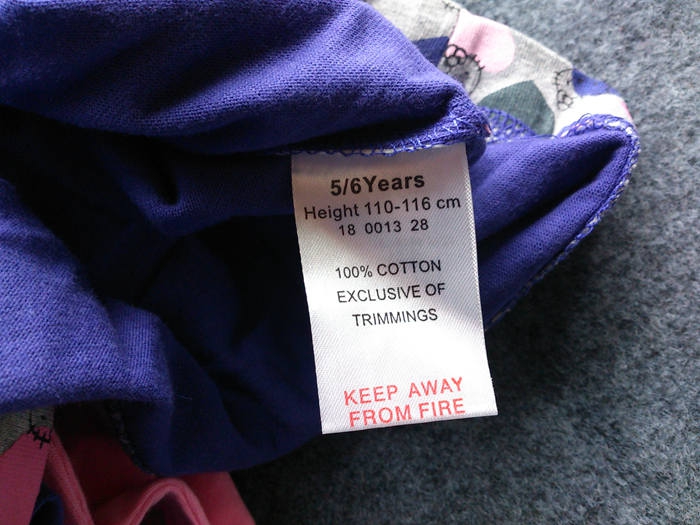 5/6Years
Height 110-116 cm
18 0013 28
100% COTTON
EXCLUSIVE OF
TRIMMINGS
KEEP AWAY
FROM FIRE